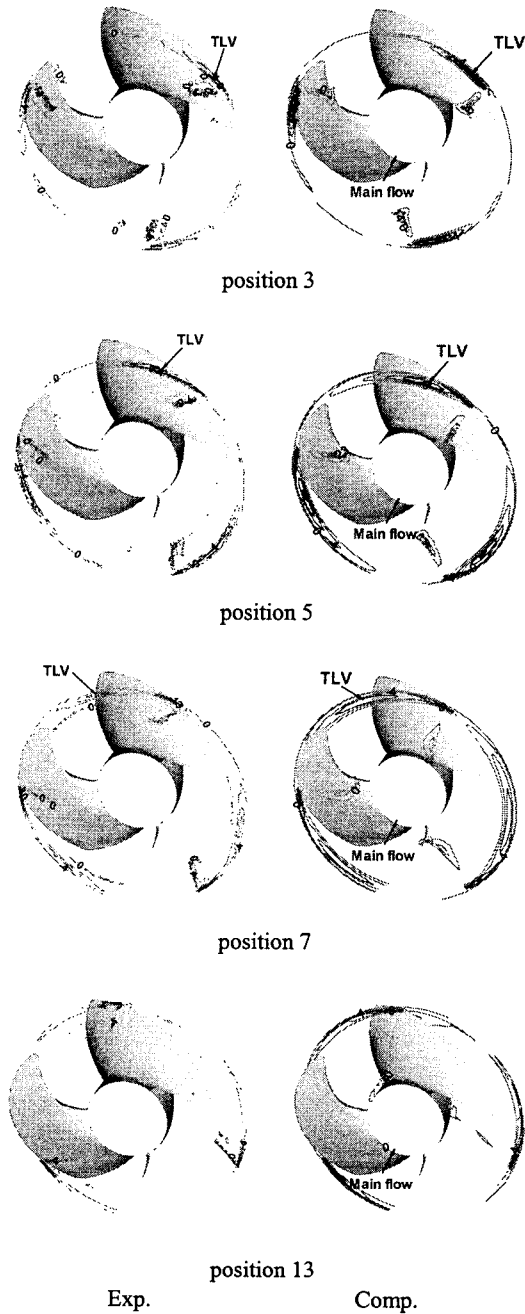 TLV
TLV
Main flow
position 3
TLV
TLV
Main flow
position 5
TLV
TLV
Main flow
position 7
Main flow
position 13
Exp. Comp.